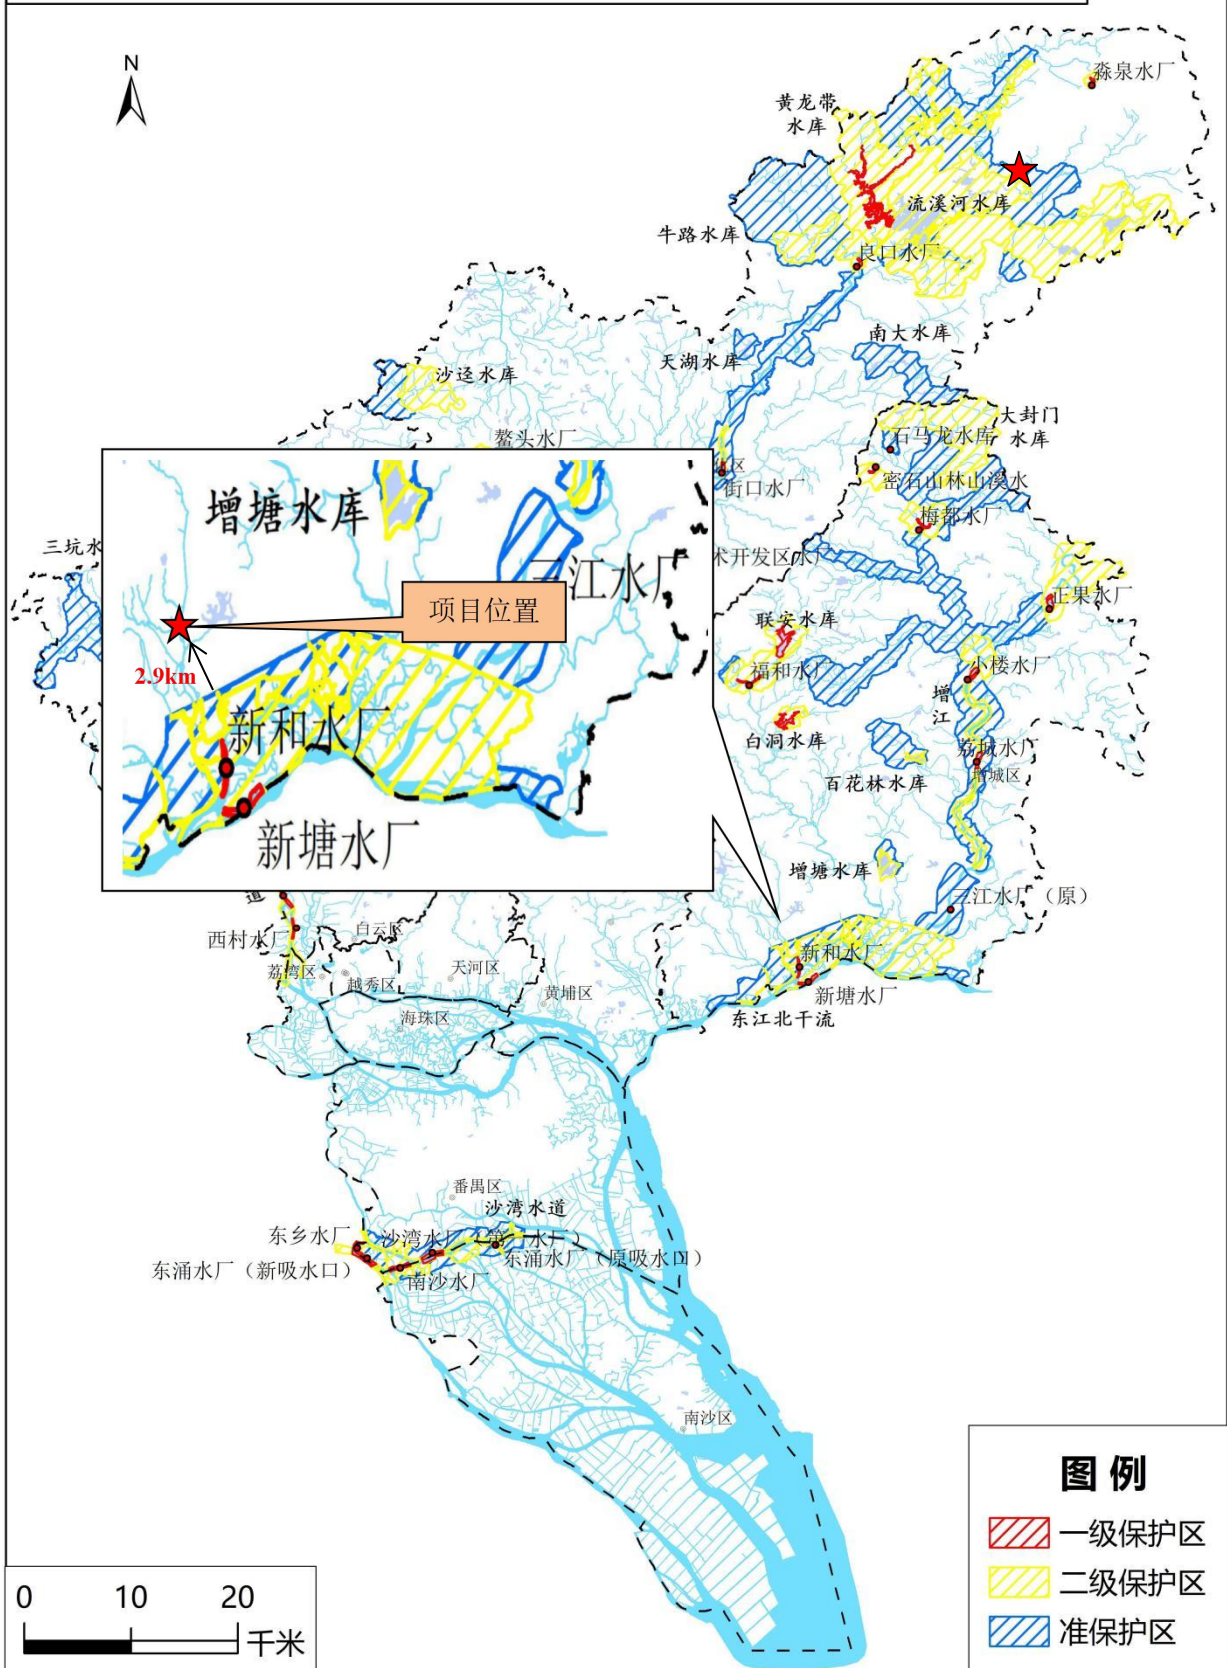 N
淼泉水厂
黄龙带
水库
流溪河水库
牛路水库
良口水厂
南大水库
天湖水库
沙迳水库
大封门
水库
鳌头水厂
石马龙水库
区
街口水厂
密石山林山溪水
梅都水厂
三坑水
术开发区水厂
正果水厂
联安水库
小楼水厂
福和水厂
增江
白洞水库
荔城水厂
增城区
百花林水库
增塘水库
三江水厂
项目位置
2.9km
新和水厂
新塘水厂
增塘水库
三江水厂（原）
道
西村水厂
白云区
新和水厂
荔湾区
越秀区
天河区
黄埔区
新塘水厂
海珠区
东江北干流
番禺区
沙湾水道
东乡水厂
沙湾水厂（第一水厂）
东涌水厂（新吸水口）
东涌水厂（原吸水口）
南沙水厂
南沙区
图 例
一级保护区
二级保护区
准保护区
0 10 20
千米